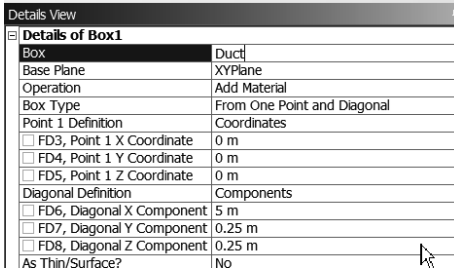 Details View
Details of Box1
Box Duct
Base Plane XYPlane
Operation Add Material
Box Type From One Point and Diagonal
Point 1 Definition Coordinates
FD3, Point 1 X Coordinate 0 m
FD4, Point 1 Y Coordinate 0 m
FD5, Point 1 Z Coordinate 0 m
Diagonal Definition Components
FD6, Diagonal X Component 5 m
FD7, Diagonal Y Component 0.25 m
FD8, Diagonal Z Component 0.25 m
As Thin/Surface? No